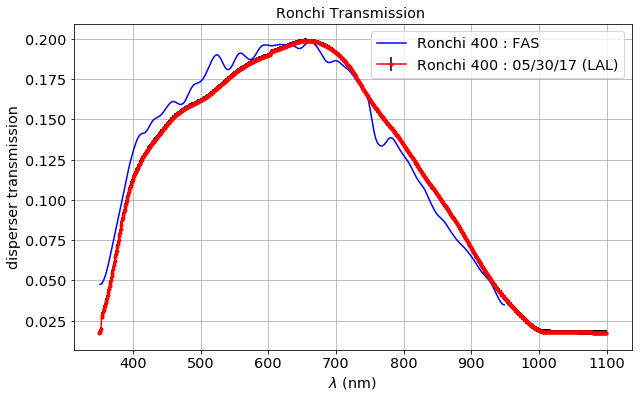 Ronchi Transmission
Ronchi 400 : FAS
Ronchi 400 : 05/30/17 (LAL)
disperser transmission
0.200
0.175
0.150
0.125
0.100
0.075
0.050
0.025
400 500 600 700 800 900 1000 1100
λ (nm)